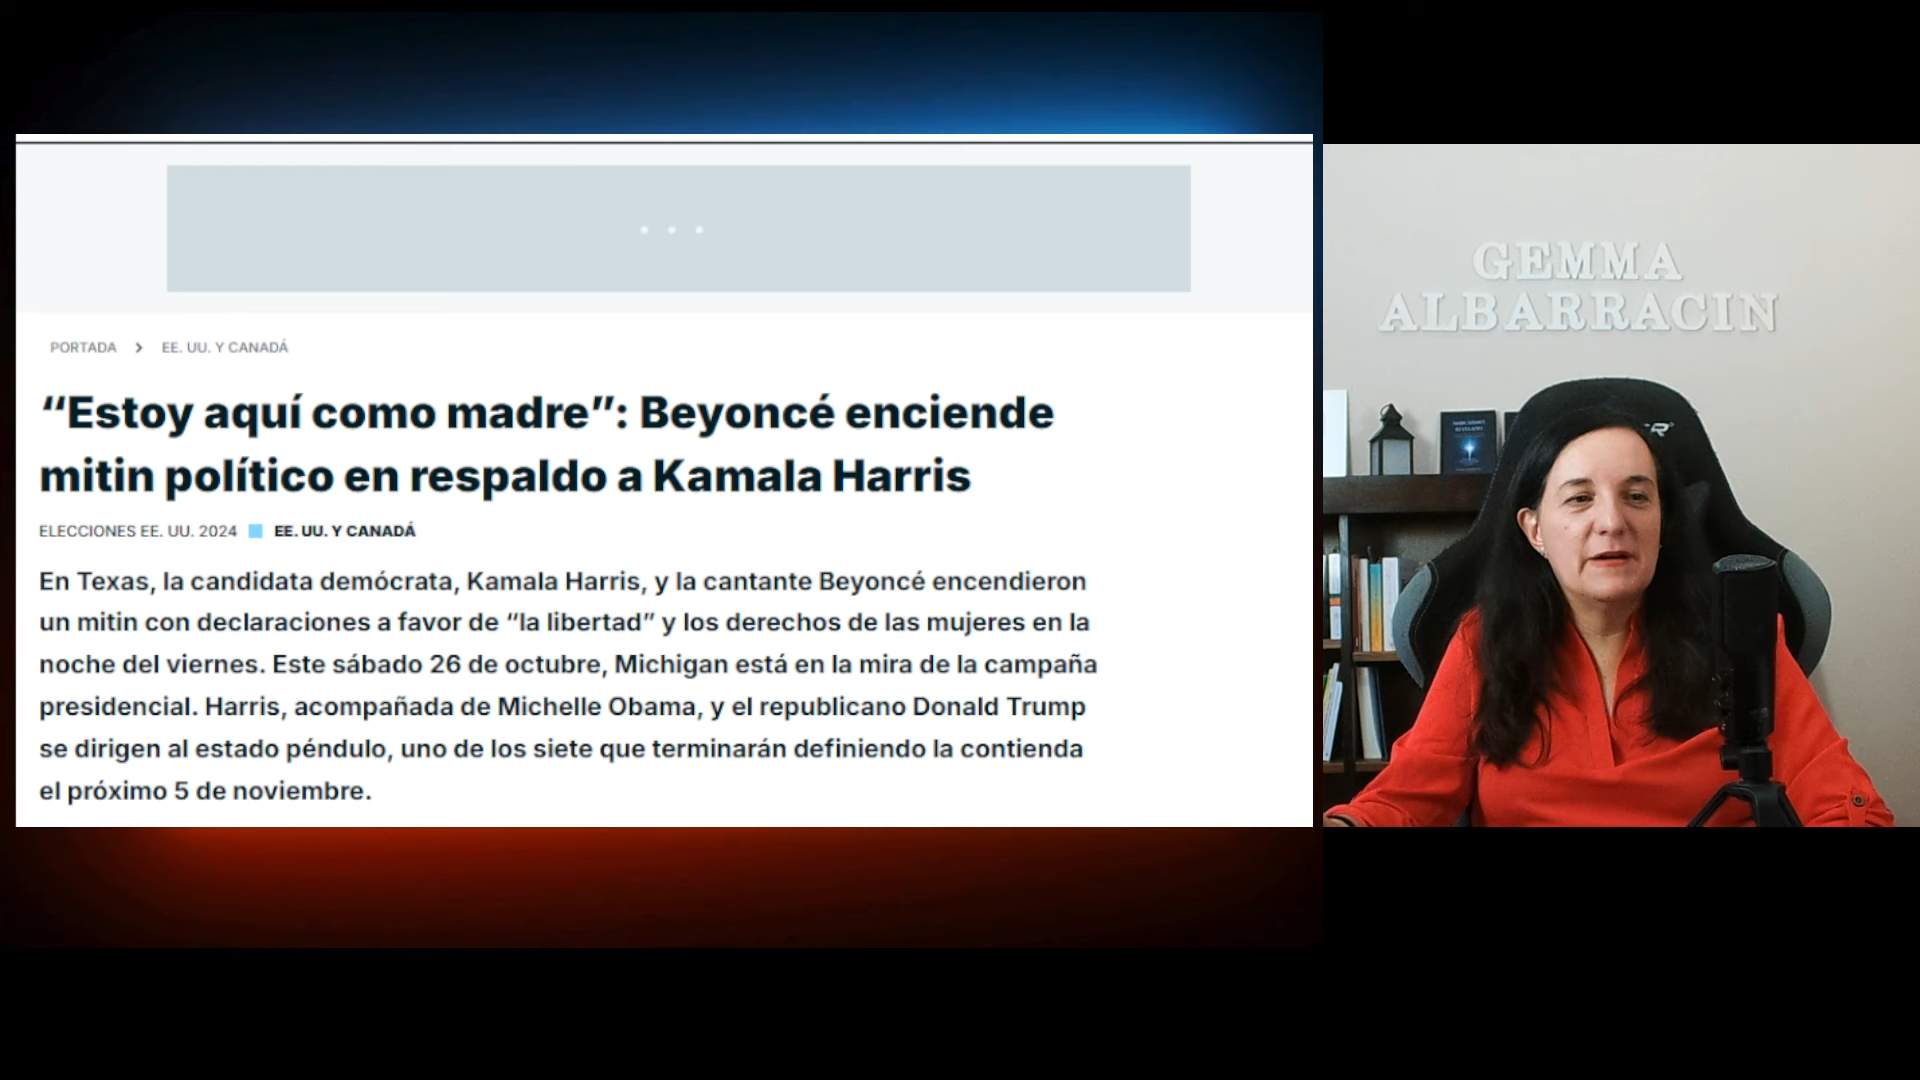 PORTADA > EE. UU. Y CANADÁ
“Estoy aquí como madre”: Beyoncé enciende
mitin político en respaldo a Kamala Harris
ELECCIONES EE. UU. 2024 EE. UU. Y CANADÁ
En Texas, la candidata demócrata, Kamala Harris, y la cantante Beyoncé encendieron
un mitin con declaraciones a favor de “la libertad” y los derechos de las mujeres en la
noche del viernes. Este sábado 26 de octubre, Michigan está en la mira de la campaña
presidencial. Harris, acompañada de Michelle Obama, y el republicano Donald Trump
se dirigen al estado péndulo, uno de los siete que terminarán definiendo la contienda
el próximo 5 de noviembre.
GEMMA
ALBARRACIN